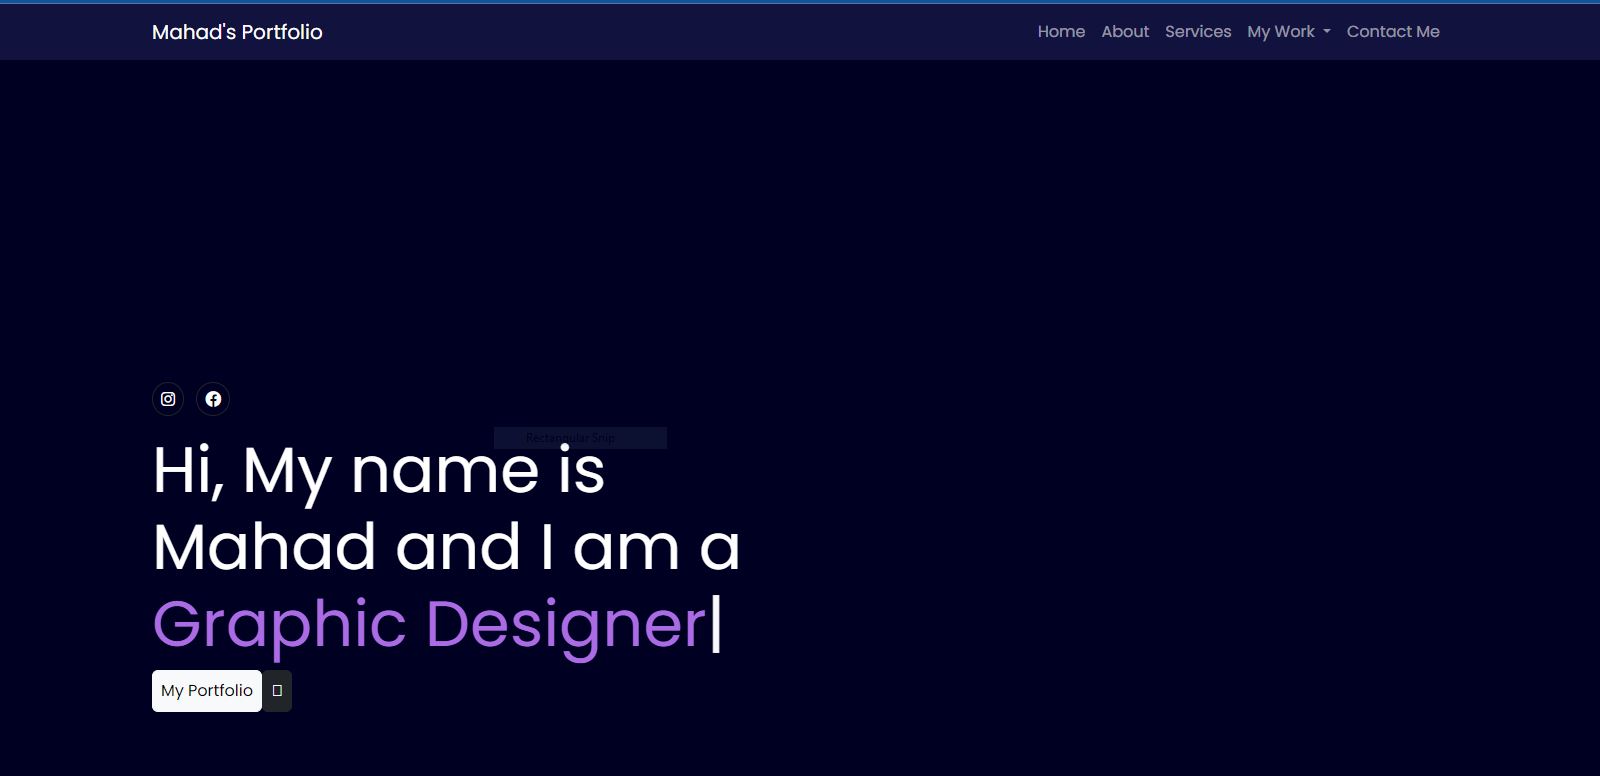 Mahad's Portfolio
Home About Services My Work Contact Me
Rectangular Snip
Hi, My name is
Mahad and I am a
Graphic Designer|
My Portfolio